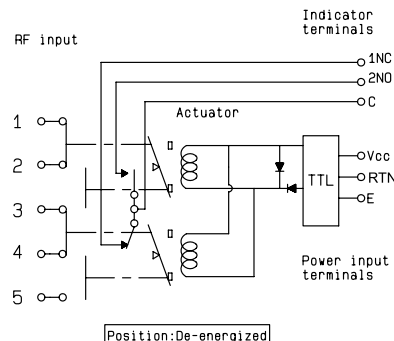 Indicator
terminals
RF input
1NC
2NO
C
Actuator
1
2
3
4
5
TTL
Vcc
RTN
E
Power input
terminals
Position:De-energized